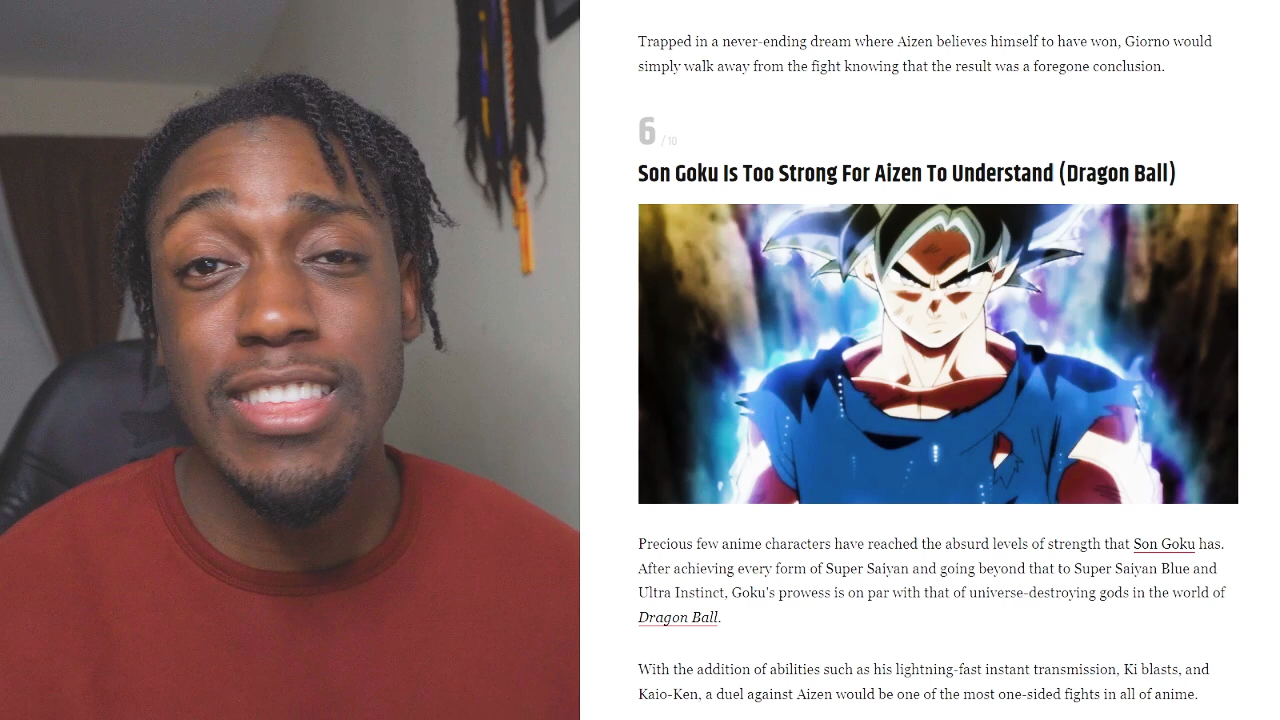 Trapped in a never-ending dream where Aizen believes himself to have won, Giorno would
simply walk away from the fight knowing that the result was a foregone conclusion.
6 / 10
Son Goku Is Too Strong For Aizen To Understand (Dragon Ball)
Precious few anime characters have reached the absurd levels of strength that Son Goku has.
After achieving every form of Super Saiyan and going beyond that to Super Saiyan Blue and
Ultra Instinct, Goku's prowess is on par with that of universe-destroying gods in the world of
Dragon Ball.
With the addition of abilities such as his lightning-fast instant transmission, Ki blasts, and
Kaio-Ken, a duel against Aizen would be one of the most one-sided fights in all of anime.